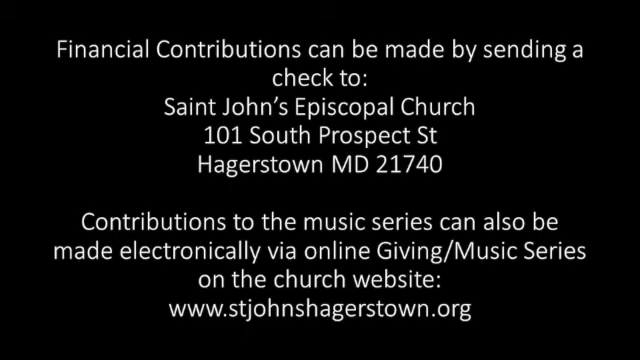 Financial Contributions can be made by sending a
check to:
Saint John’s Episcopal Church
101 South Prospect St
Hagerstown MD 21740
Contributions to the music series can also be
made electronically via online Giving/Music Series
on the church website:
www.stjohnshagerstown.org